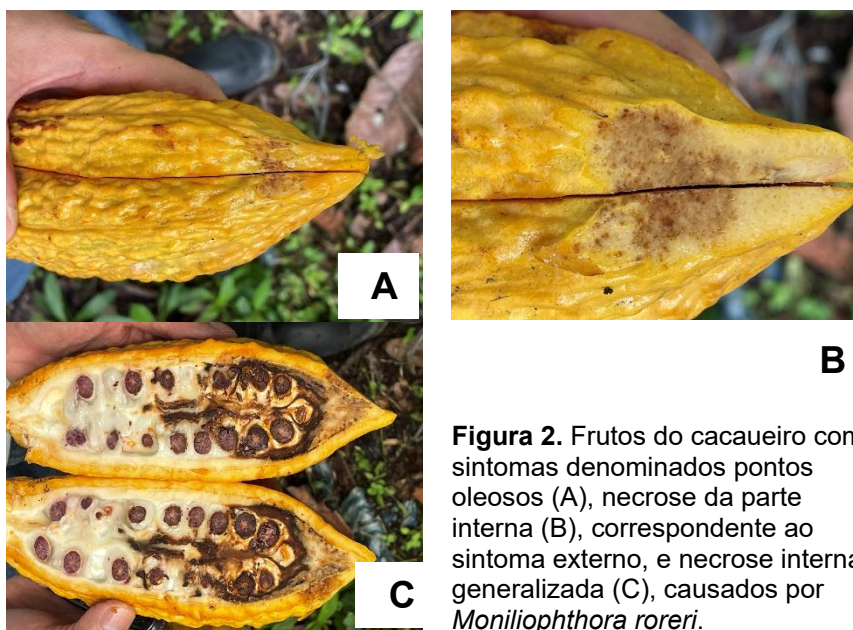 A
B
C
Figura 2. Frutos do cacaueiro com
sintomas denominados pontos
oleosos (A), necrose da parte
interna (B), correspondente ao
sintoma externo, e necrose interna
generalizada (C), causados por
Moniliophthora roreri.